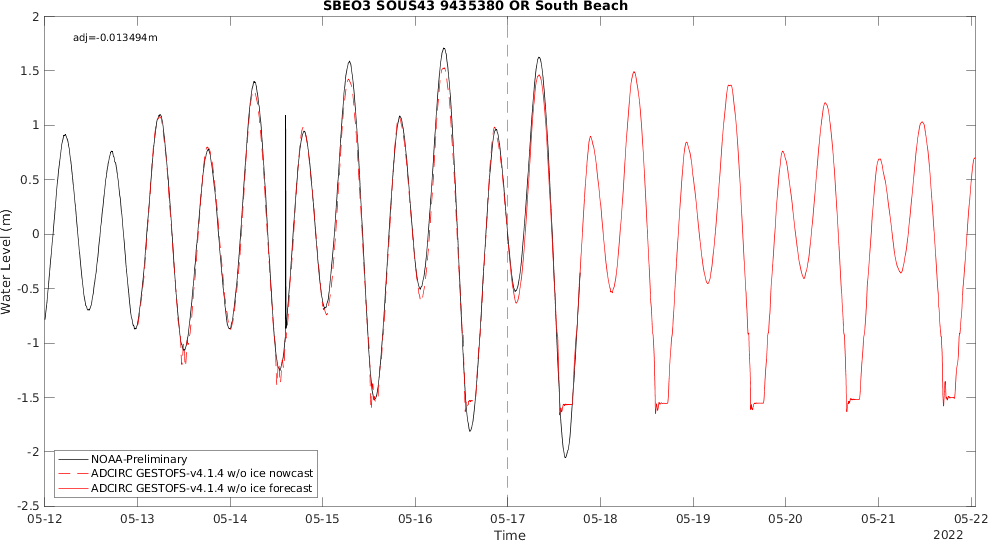 SBEO3 SOUS43 9435380 OR South Beach
adj=-0.013494m
2
1.5
1
0.5
0
-0.5
-1
-1.5
-2
-2.5
Water Level (m)
NOAA-Preliminary
ADCIRC GESTOFS-v4.1.4 w/o ice nowcast
ADCIRC GESTOFS-v4.1.4 w/o ice forecast
05-12 05-13 05-14 05-15 05-16 05-17 05-18 05-19 05-20 05-21 05-22
Time
2022